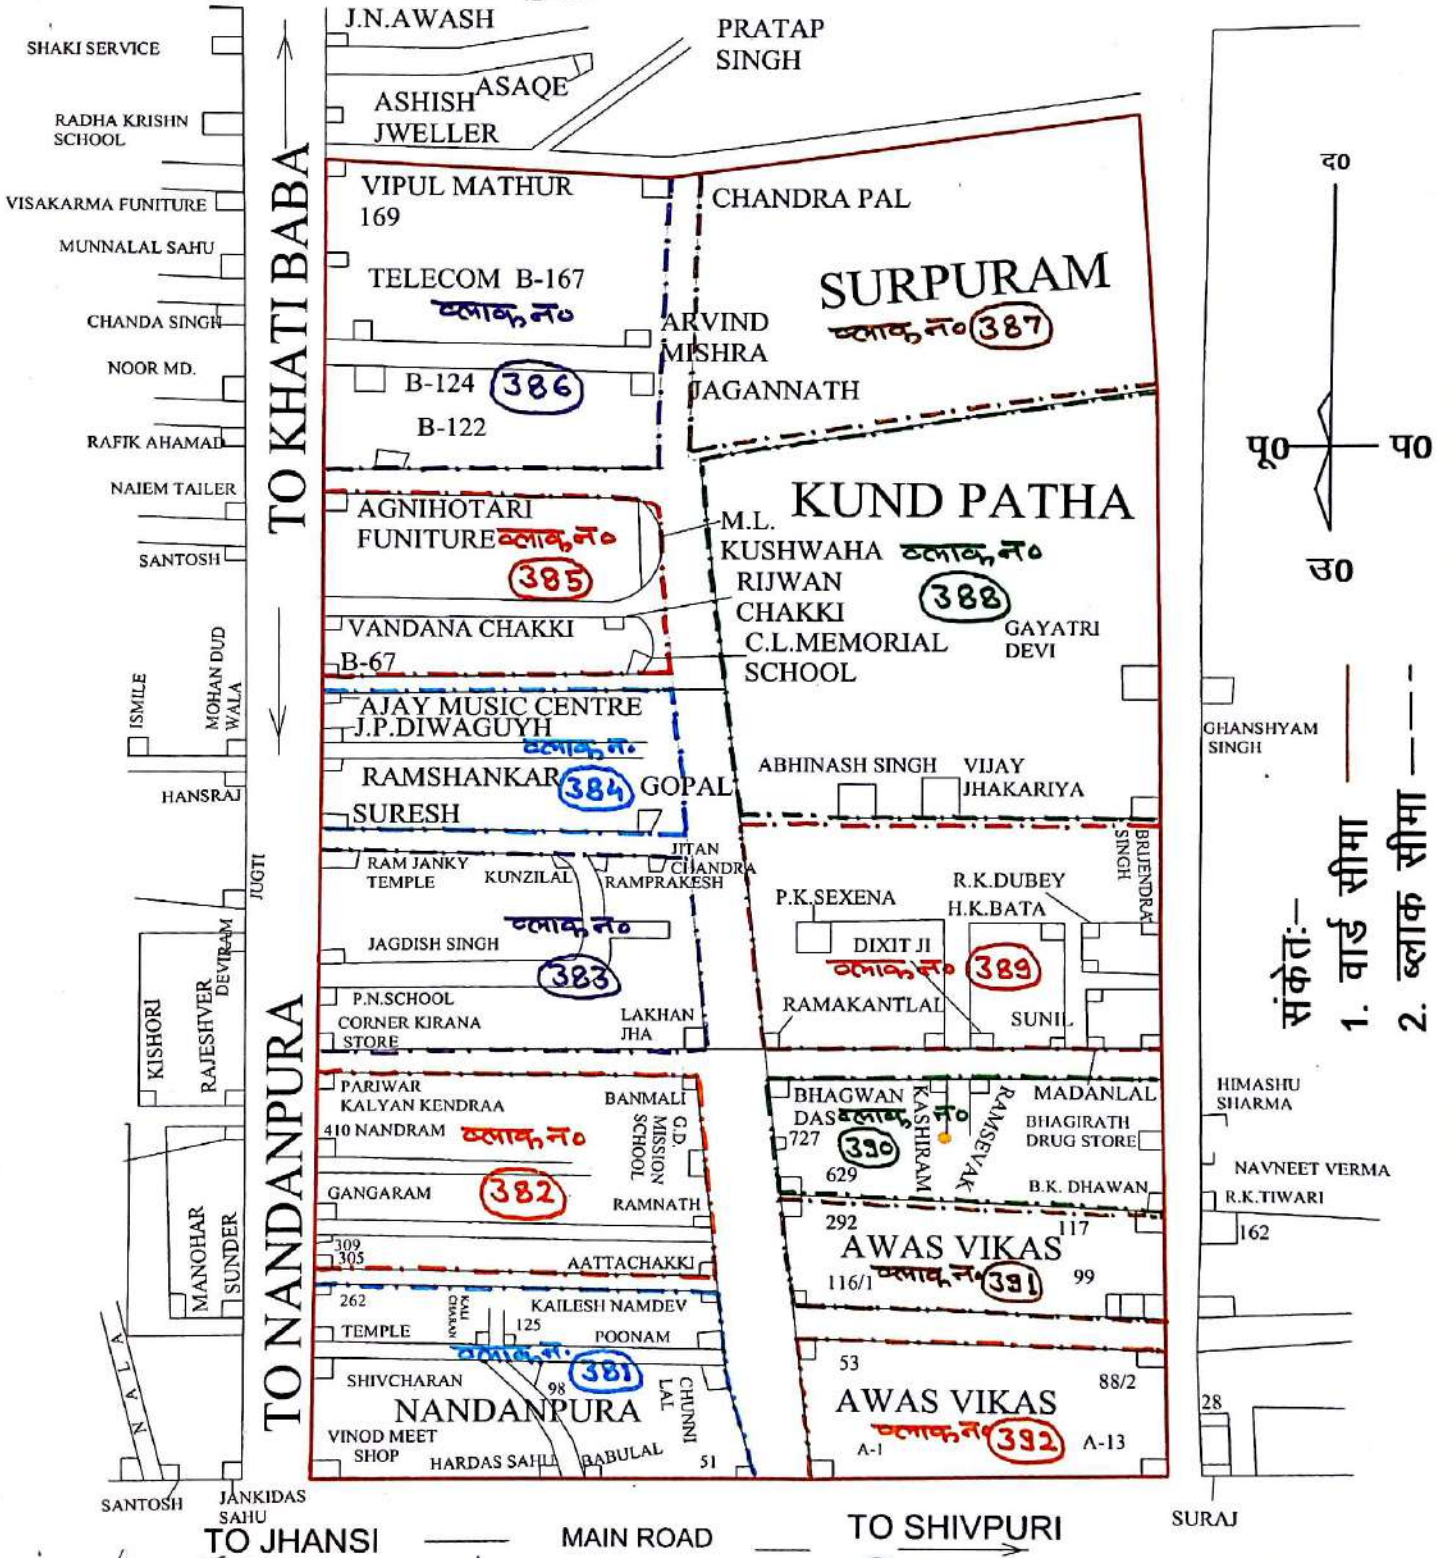 J.N.AWASH
PRATAP
SINGH
SHAKI SERVICE
ASAQE
ASHISH
JWELLER
RADHA KRISHN
SCHOOL
TO KHATI BABA
द0
VIPUL MATHUR
169
CHANDRA PAL
VISAKARMA FUNITURE
MUNNALAL SAHU
TELECOM B-167
ब्लाक नं०
SURPURAM
ब्लाक नं० 387
CHANDA SINGH
ARVIND
MISHRA
NOOR MD.
B-124 386
JAGANNATH
B-122
RAFIK AHAMAD
पू0
प0
NAIEM TAILER
AGNIHOTARI
FUNITURE ब्लाक नं०
385
KUND PATHA
M.L.
KUSHWAHA ब्लाक नं०
388
SANTOSH
उ0
RIJWAN
CHAKKI
VANDANA CHAKKI
B-67
C.L.MEMORIAL
SCHOOL
GAYATRI
DEVI
ISMILE
MOHAN DUD
WALA
AJAY MUSIC CENTRE
J.P.DIWAGUYH
ब्लाक नं.
GHANSHYAM
SINGH
RAMSHANKAR 384 GOPAL
ABHINASH SINGH
VIJAY
JHAKARIYA
HANSRAJ
SURESH
JUGTI
RAM JANKY
TEMPLE
KUNZILAL
RAMPRAKESH
JITAN
CHANDRA
BRIJENDRA
SINGH
P.K.SEXENA
R.K.DUBEY
H.K.BATA
ब्लाक नं०
383
JAGDISH SINGH
DIXIT JI
ब्लाक नं० 389
KISHORI
RAJESHVER
DEVIRAM
P.N.SCHOOL
CORNER KIRANA
STORE
LAKHAN
JHA
RAMAKANTLAL
SUNIL
संकेत:-
1. वार्ड सीमा
2. ब्लाक सीमा
TO NANDANPURA
PARIWAR
KALYAN KENDRAA
BANMALI
BHAGWAN
DAS ब्लाक नं०
390
727
629
KASHIRAM
RAMSEVAK
MADANLAL
BHAGIRATH
DRUG STORE
HIMASHU
SHARMA
410 NANDRAM ब्लाक नं०
382
G.D.
MISSION
SCHOOL
NAVNEET VERMA
GANGARAM
RAMNATH
B.K. DHAWAN
R.K.TIWARI
162
MANOHAR
SUNDER
292
117
AWAS VIKAS
ब्लाक नं. 391
116/1
99
309
305
AATTACHAKKI
262
KALI
CHARAN
KAILESH NAMDEV
TEMPLE
125
POONAM
ब्लाक नं. 381
NALA
53
88/2
SHIVCHARAN
98
CHUNNI
LAL
NANDANPURA
AWAS VIKAS
ब्लाक नं० 392
28
VINOD MEET
SHOP
HARDAS SAHU
BABULAL
51
A-1
A-13
SANTOSH
JANKIDAS
SAHU
SURAJ
TO JHANSI
MAIN ROAD
TO SHIVPURI